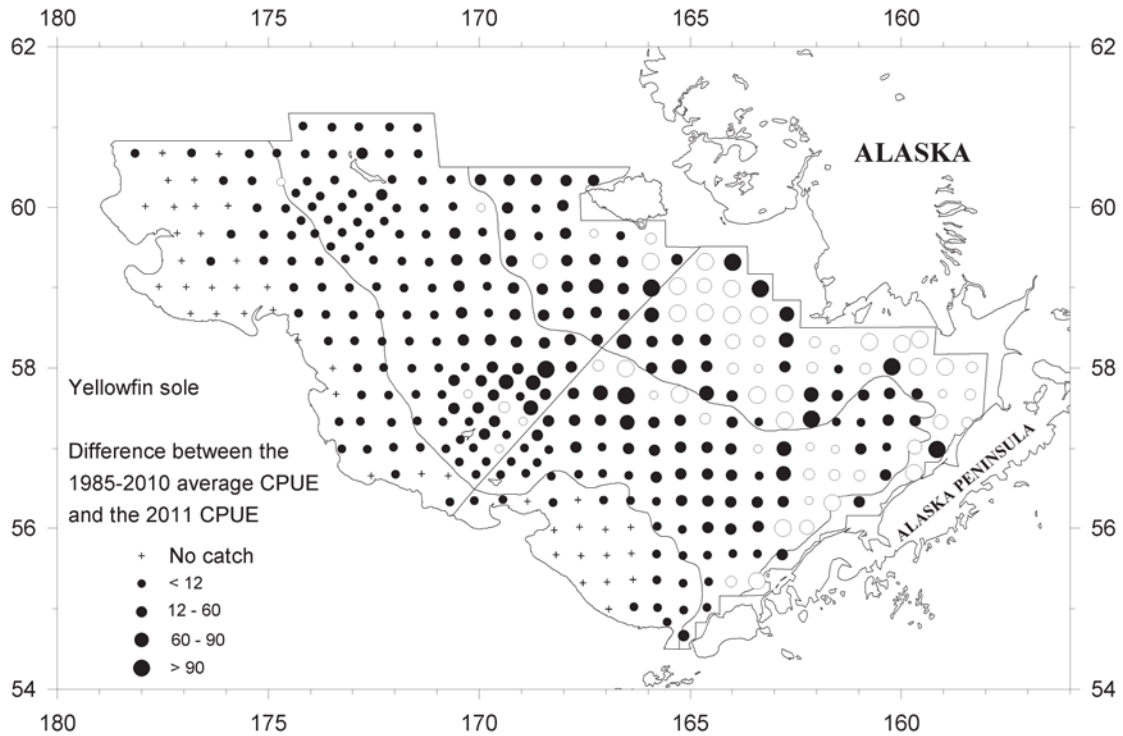 180 175 170 165 160
62 62
ALASKA
60 60
58 58
Yellowfin sole
Difference between the
1985-2010 average CPUE
and the 2011 CPUE
ALASKA PENINSULA
56 56
+ No catch
< 12
12 - 60
60 - 90
> 90
54 54
180 175 170 165 160